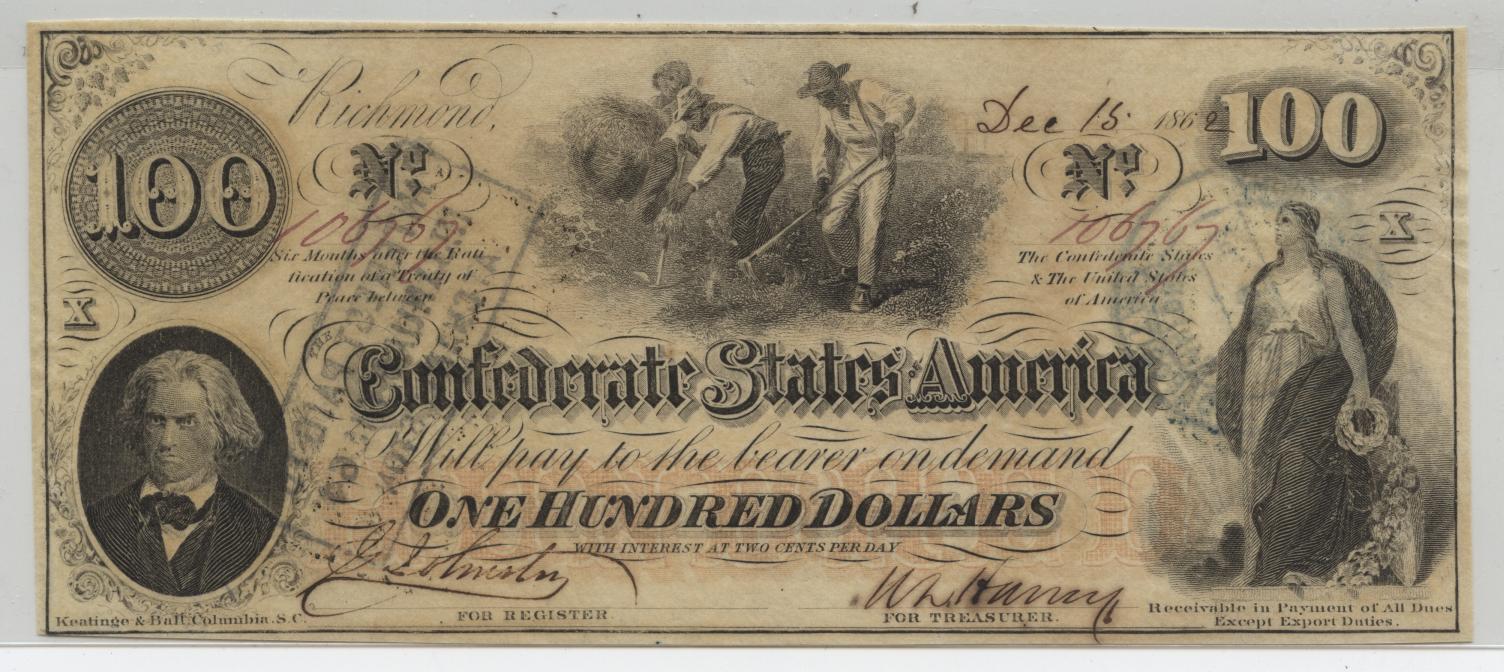 Richmond, Dec 15 1862
100 No. No. 100
106767 106767
Six Months after the Rati
fication of a Treaty of
Peace between
The Confederate States
& The United States
of America
X X
Confederate States America
Will pay to the bearer on demand
ONE HUNDRED DOLLARS
WITH INTEREST AT TWO CENTS PER DAY
FOR REGISTER.
FOR TREASURER.
Keatinge & Ball, Columbia. S.C.
Receivable in Payment of All Dues
Except Export Duties.